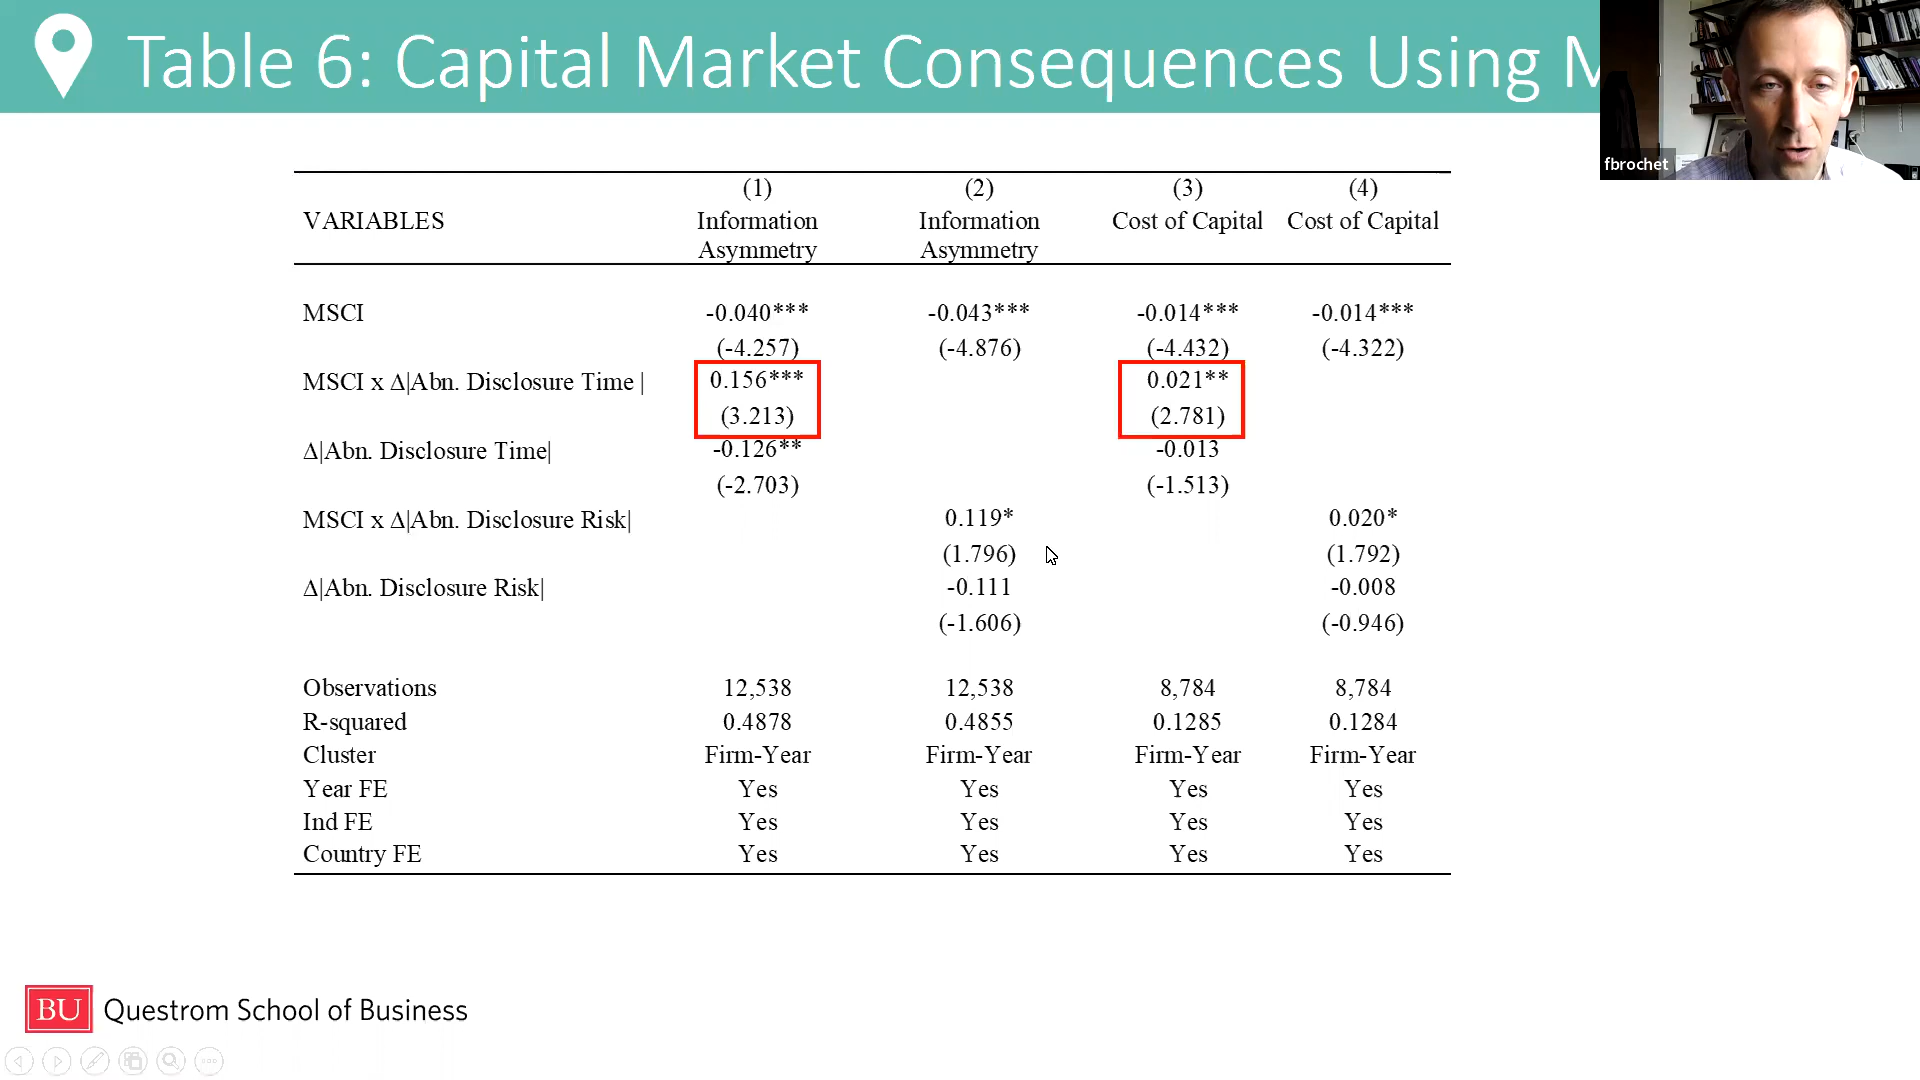 Table 6: Capital Market Consequences Using
fbrochet
(1) (2) (3) (4)
VARIABLES Information Information Cost of Capital Cost of Capital
Asymmetry Asymmetry
MSCI -0.040*** -0.043*** -0.014*** -0.014***
(-4.257) (-4.876) (-4.432) (-4.322)
MSCI x Δ|Abn. Disclosure Time | 0.156*** 0.021**
(3.213) (2.781)
Δ|Abn. Disclosure Time| -0.126** -0.013
(-2.703) (-1.513)
MSCI x Δ|Abn. Disclosure Risk| 0.119* 0.020*
(1.796) (1.792)
Δ|Abn. Disclosure Risk| -0.111 -0.008
(-1.606) (-0.946)
Observations 12,538 12,538 8,784 8,784
R-squared 0.4878 0.4855 0.1285 0.1284
Cluster Firm-Year Firm-Year Firm-Year Firm-Year
Year FE Yes Yes Yes Yes
Ind FE Yes Yes Yes Yes
Country FE Yes Yes Yes Yes
BU Questrom School of Business